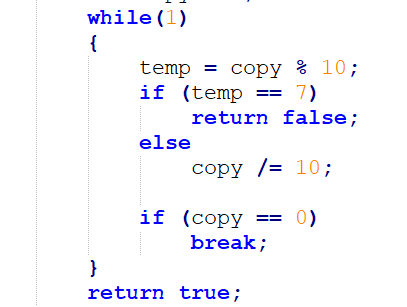 while(1)
{
temp = copy % 10;
if (temp == 7)
return false;
else
copy /= 10;
if (copy == 0)
break;
}
return true;